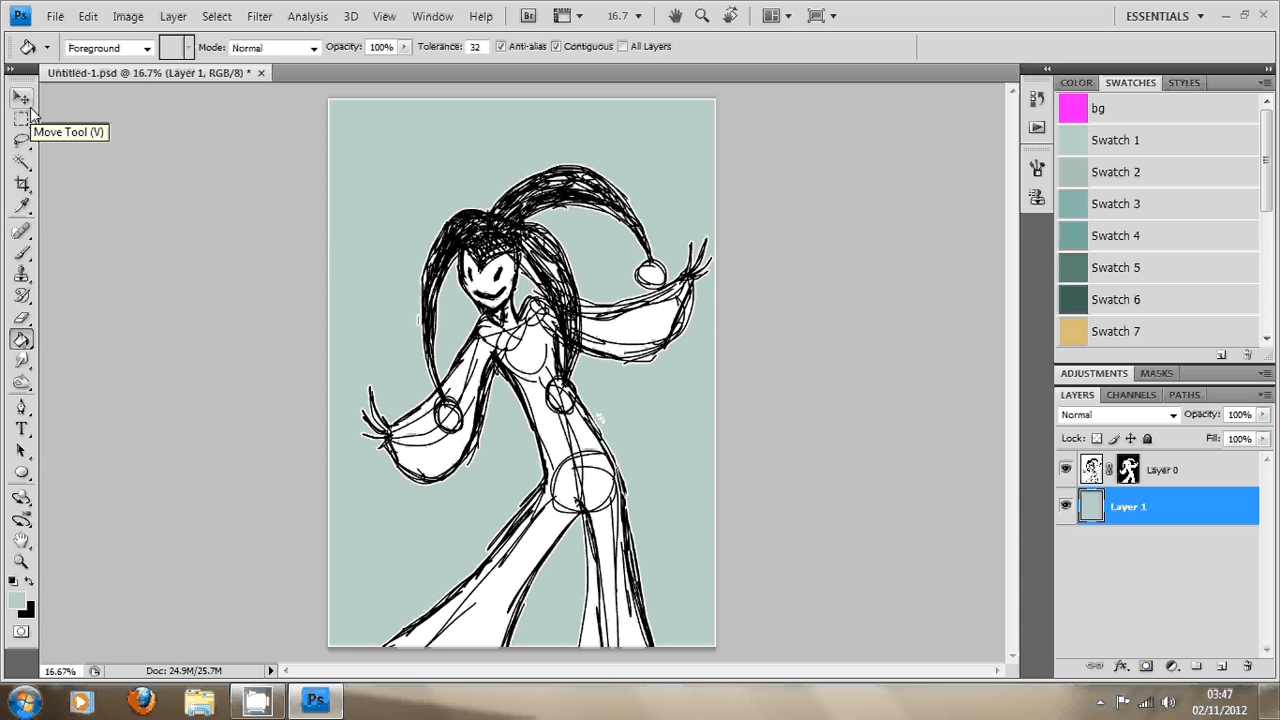 Ps File Edit Image Layer Select Filter Analysis 3D View Window Help Br 16.7 ESSENTIALS
Foreground Mode: Normal Opacity: 100% Tolerance: 32 Anti-alias Contiguous All Layers
Untitled-1.psd @ 16.7% (Layer 1, RGB/8) *
Move Tool (V)
T
COLOR SWATCHES STYLES
bg
Swatch 1
Swatch 2
Swatch 3
Swatch 4
Swatch 5
Swatch 6
Swatch 7
ADJUSTMENTS MASKS
LAYERS CHANNELS PATHS
Normal Opacity: 100%
Lock: Fill: 100%
Layer 0
Layer 1
fx
16.67% Doc: 24.9M/25.7M
Ps
03:47
02/11/2012